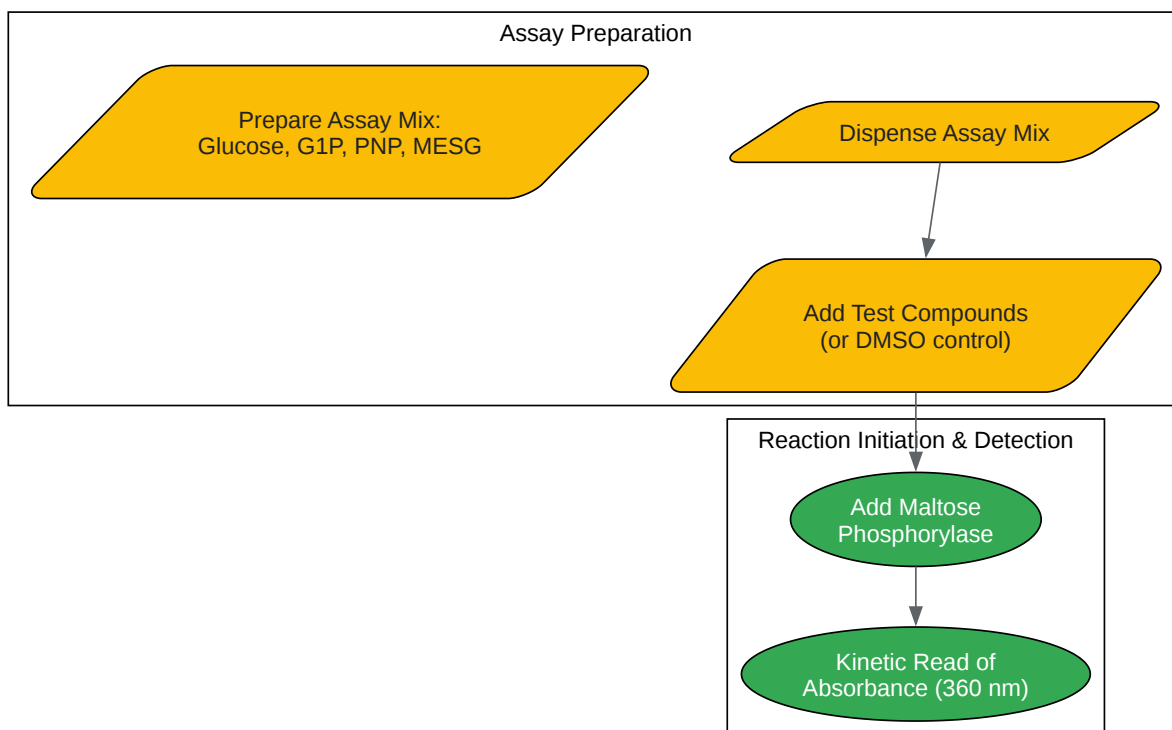 Assay Preparation
Prepare Assay Mix:
Glucose, G1P, PNP, MESG
Dispense Assay Mix
Add Test Compounds
(or DMSO control)
Reaction Initiation & Detection
Add Maltose
Phosphorylase
Kinetic Read of
Absorbance (360 nm)